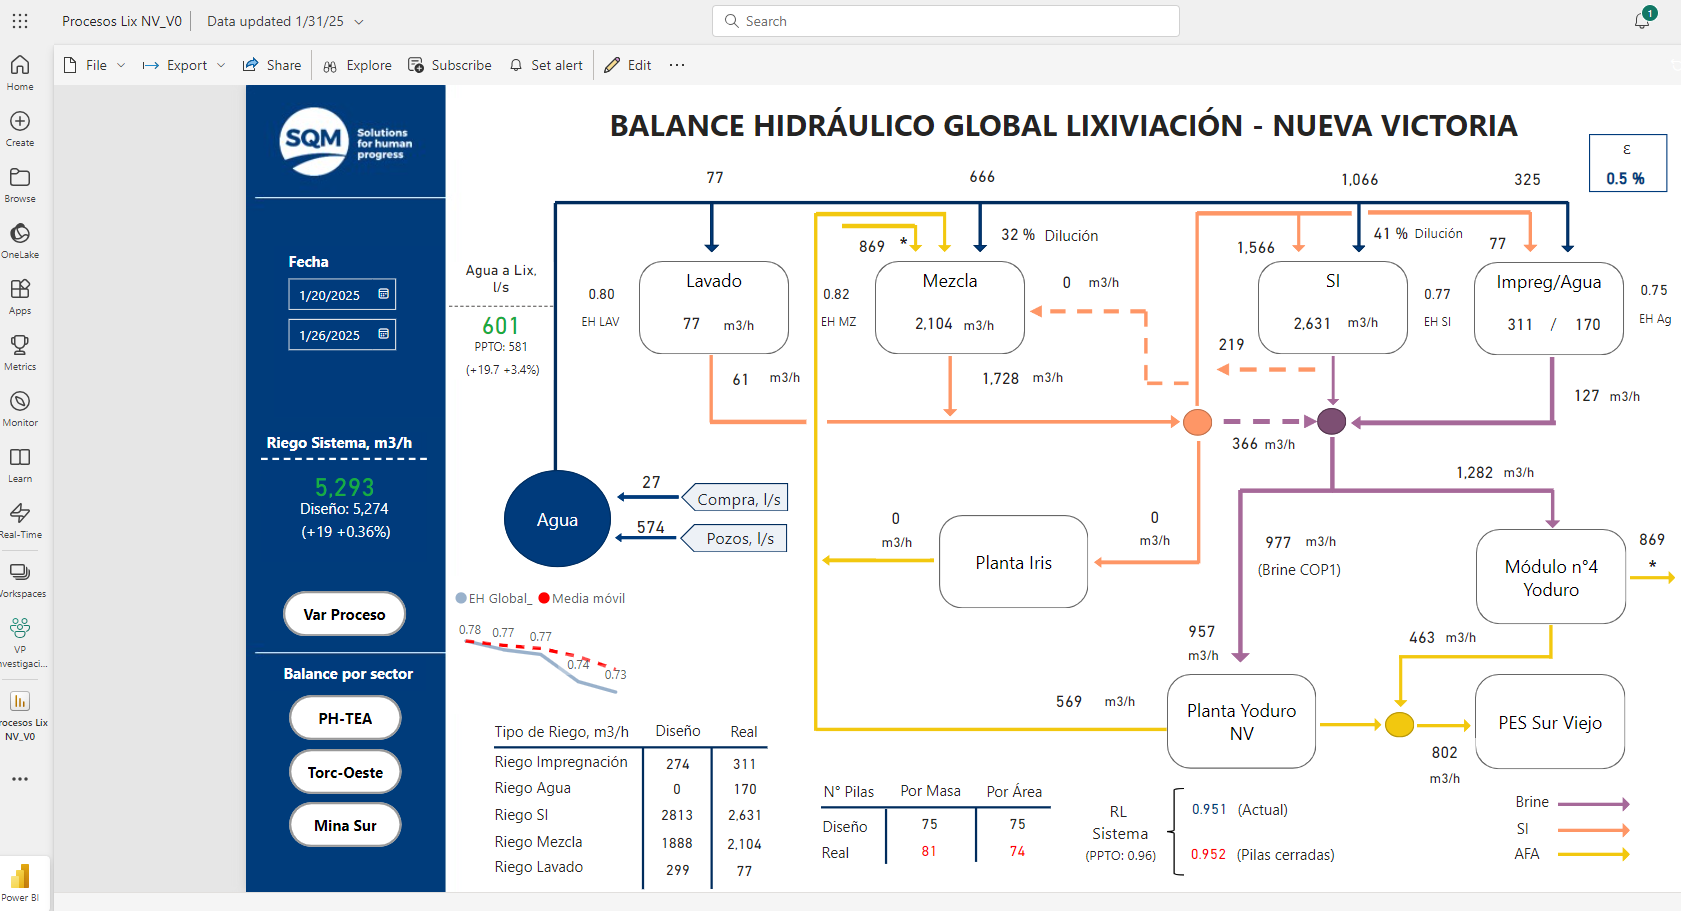 Procesos Lix NV_V0
Data updated 1/31/25
Search
1
File
Export
Share
Explore
Subscribe
Set alert
Edit
Home
Create
Browse
OneLake
Apps
Metrics
Monitor
Learn
Real-Time
Workspaces
VP
Investigaci...
Procesos Lix
NV_V0
Power BI
SQM
Solutions
for human
progress
Fecha
1/20/2025
1/26/2025
Riego Sistema, m3/h
5,293
Diseño: 5,274
(+19 +0.36%)
Var Proceso
Balance por sector
PH-TEA
Torc-Oeste
Mina Sur
BALANCE HIDRÁULICO GLOBAL LIXIVIACIÓN - NUEVA VICTORIA
ε
0.5 %
77
666
1,066
325
869 *
32 % Dilución
1,566
41 % Dilución
77
Agua a Lix,
l/s
601
PPTO: 581
(+19.7 +3.4%)
0.80
EH LAV
Lavado
77 m3/h
0.82
EH MZ
Mezcla
2,104 m3/h
0 m3/h
SI
2,631 m3/h
0.77
EH SI
Impreg/Agua
311 / 170
0.75
EH Ag
219
61 m3/h
1,728 m3/h
127 m3/h
366 m3/h
1,282 m3/h
Agua
27
Compra, l/s
574
Pozos, l/s
0
m3/h
Planta Iris
0
m3/h
977 m3/h
(Brine COP1)
Módulo n°4
Yoduro
869
*
463 m3/h
957
m3/h
EH Global_
Media móvil
0.78
0.77
0.77
0.74
0.73
569 m3/h
Planta Yoduro
NV
PES Sur Viejo
802
m3/h
Tipo de Riego, m3/h Diseño Real
Riego Impregnación 274 311
Riego Agua 0 170
Riego SI 2813 2,631
Riego Mezcla 1888 2,104
Riego Lavado 299 77
N° Pilas Por Masa Por Área
Diseño 75 75
Real 81 74
RL
Sistema
(PPTO: 0.96)
0.951 (Actual)
0.952 (Pilas cerradas)
Brine
SI
AFA